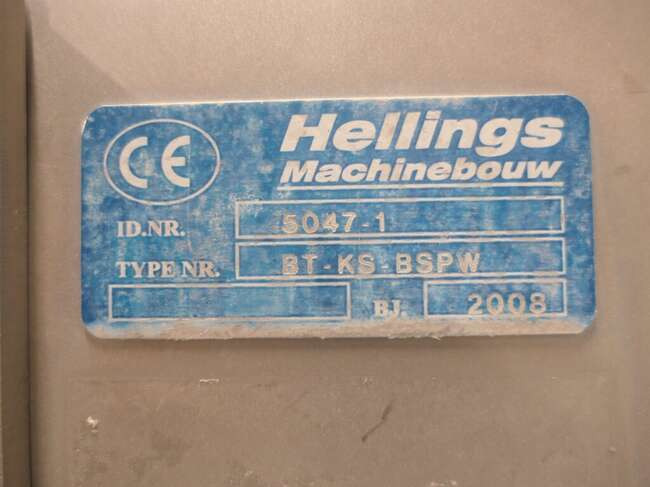 CE
Hellings
Machinebouw
ID.NR. 5047-1
TYPE NR. BT-KS-BSPW
BJ. 2008